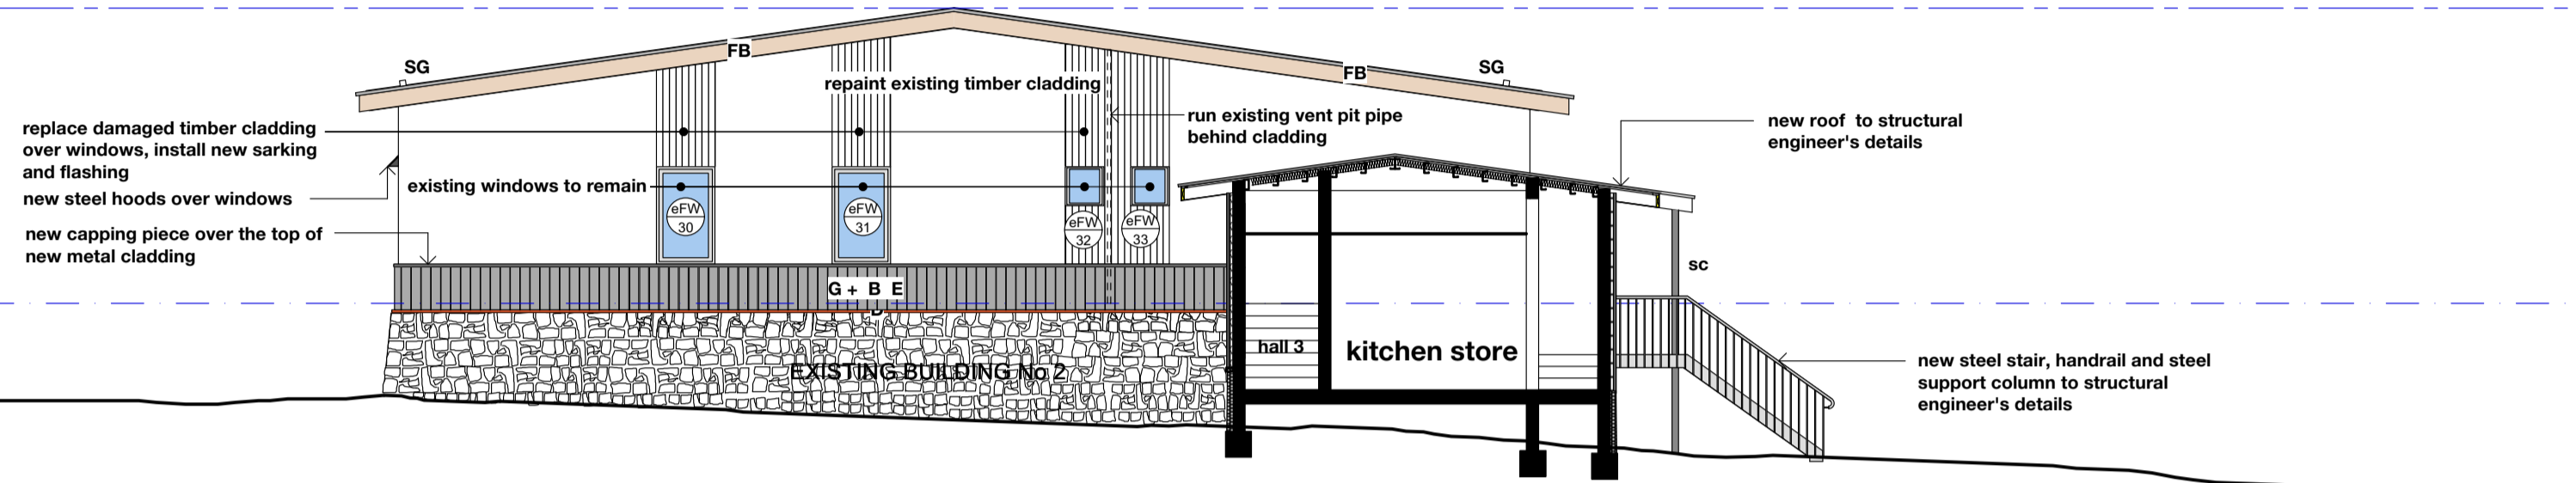 FB
SG
SG
FB
repaint existing timber cladding
run existing vent pit pipe
behind cladding
new roof to structural
engineer's details
replace damaged timber cladding
over windows, install new sarking
and flashing
existing windows to remain
new steel hoods over windows
eFW
30
eFW
31
eFW
32
eFW
33
new capping piece over the top of
new metal cladding
sc
G + B E
hall 3
kitchen store
EXISTING BUILDING No 2
new steel stair, handrail and steel
support column to structural
engineer's details